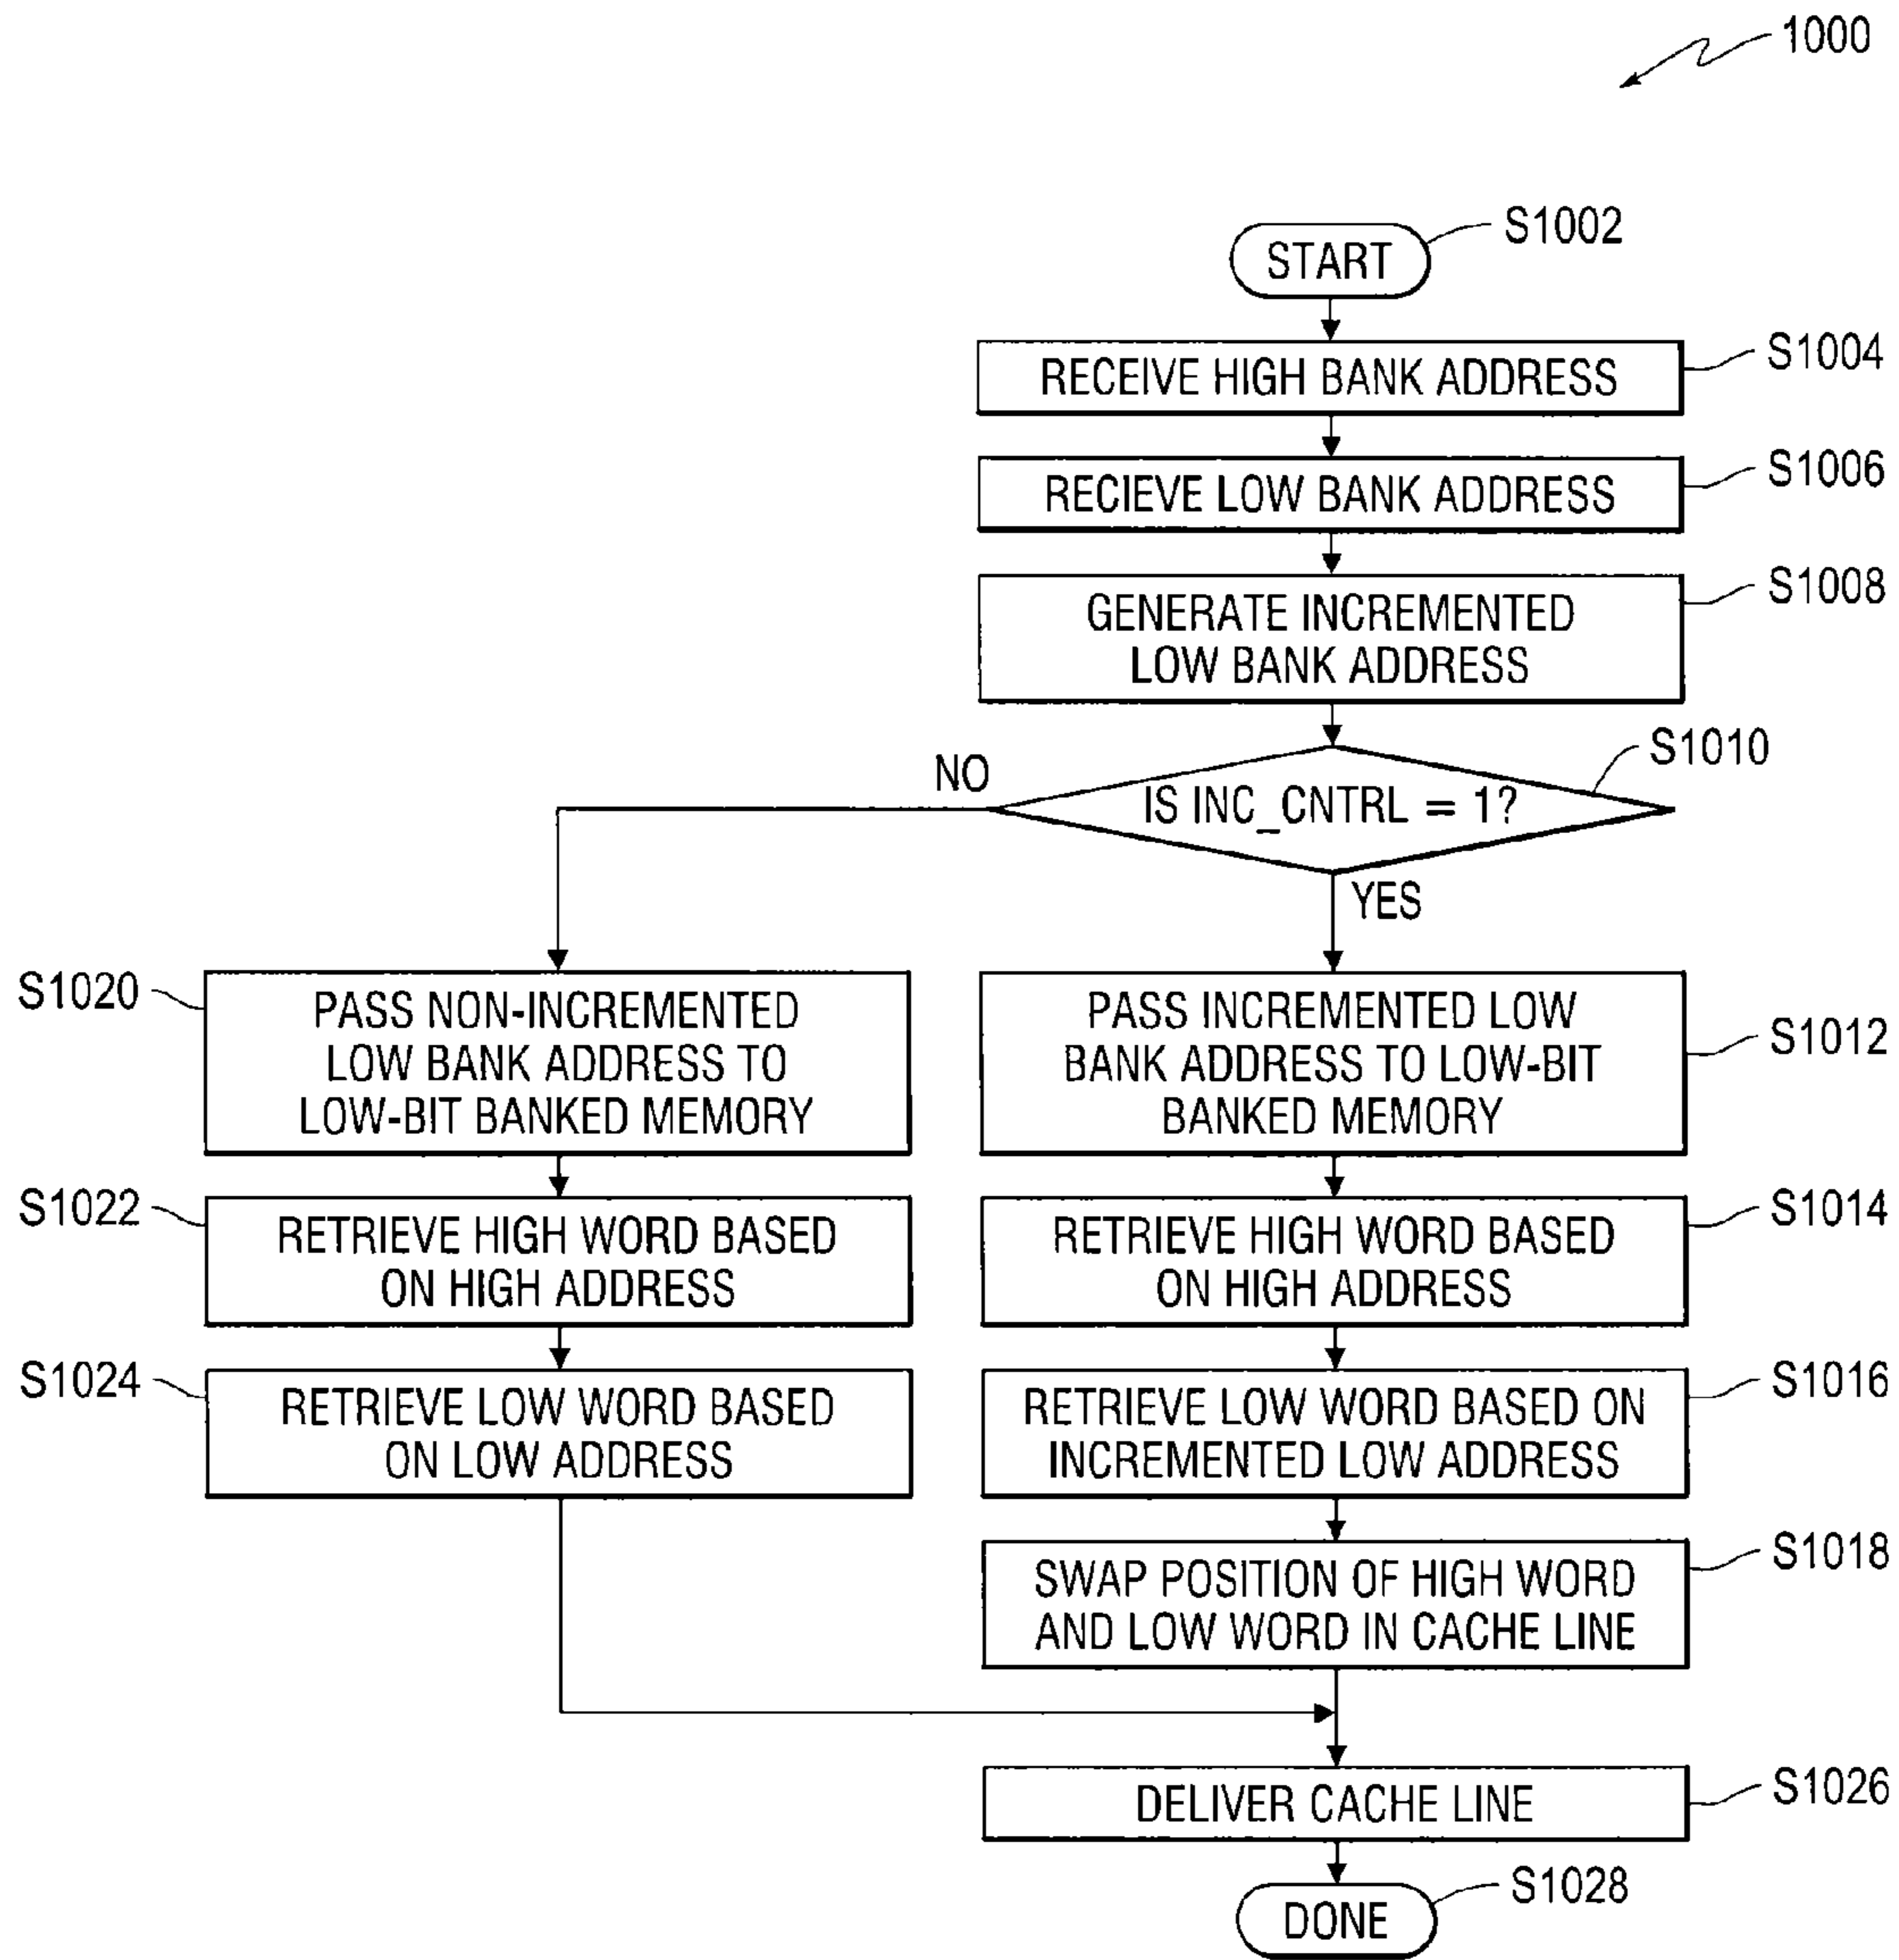 1000
S1002
START
S1004
RECEIVE HIGH BANK ADDRESS
S1006
RECIEVE LOW BANK ADDRESS
S1008
GENERATE INCREMENTED
LOW BANK ADDRESS
S1010
IS INC_CNTRL = 1?
NO
YES
S1020
PASS NON-INCREMENTED
LOW BANK ADDRESS TO
LOW-BIT BANKED MEMORY
PASS INCREMENTED LOW
BANK ADDRESS TO LOW-BIT
BANKED MEMORY
S1012
S1022
RETRIEVE HIGH WORD BASED
ON HIGH ADDRESS
RETRIEVE HIGH WORD BASED
ON HIGH ADDRESS
S1014
S1024
RETRIEVE LOW WORD BASED
ON LOW ADDRESS
RETRIEVE LOW WORD BASED ON
INCREMENTED LOW ADDRESS
S1016
SWAP POSITION OF HIGH WORD
AND LOW WORD IN CACHE LINE
S1018
DELIVER CACHE LINE
S1026
DONE
S1028